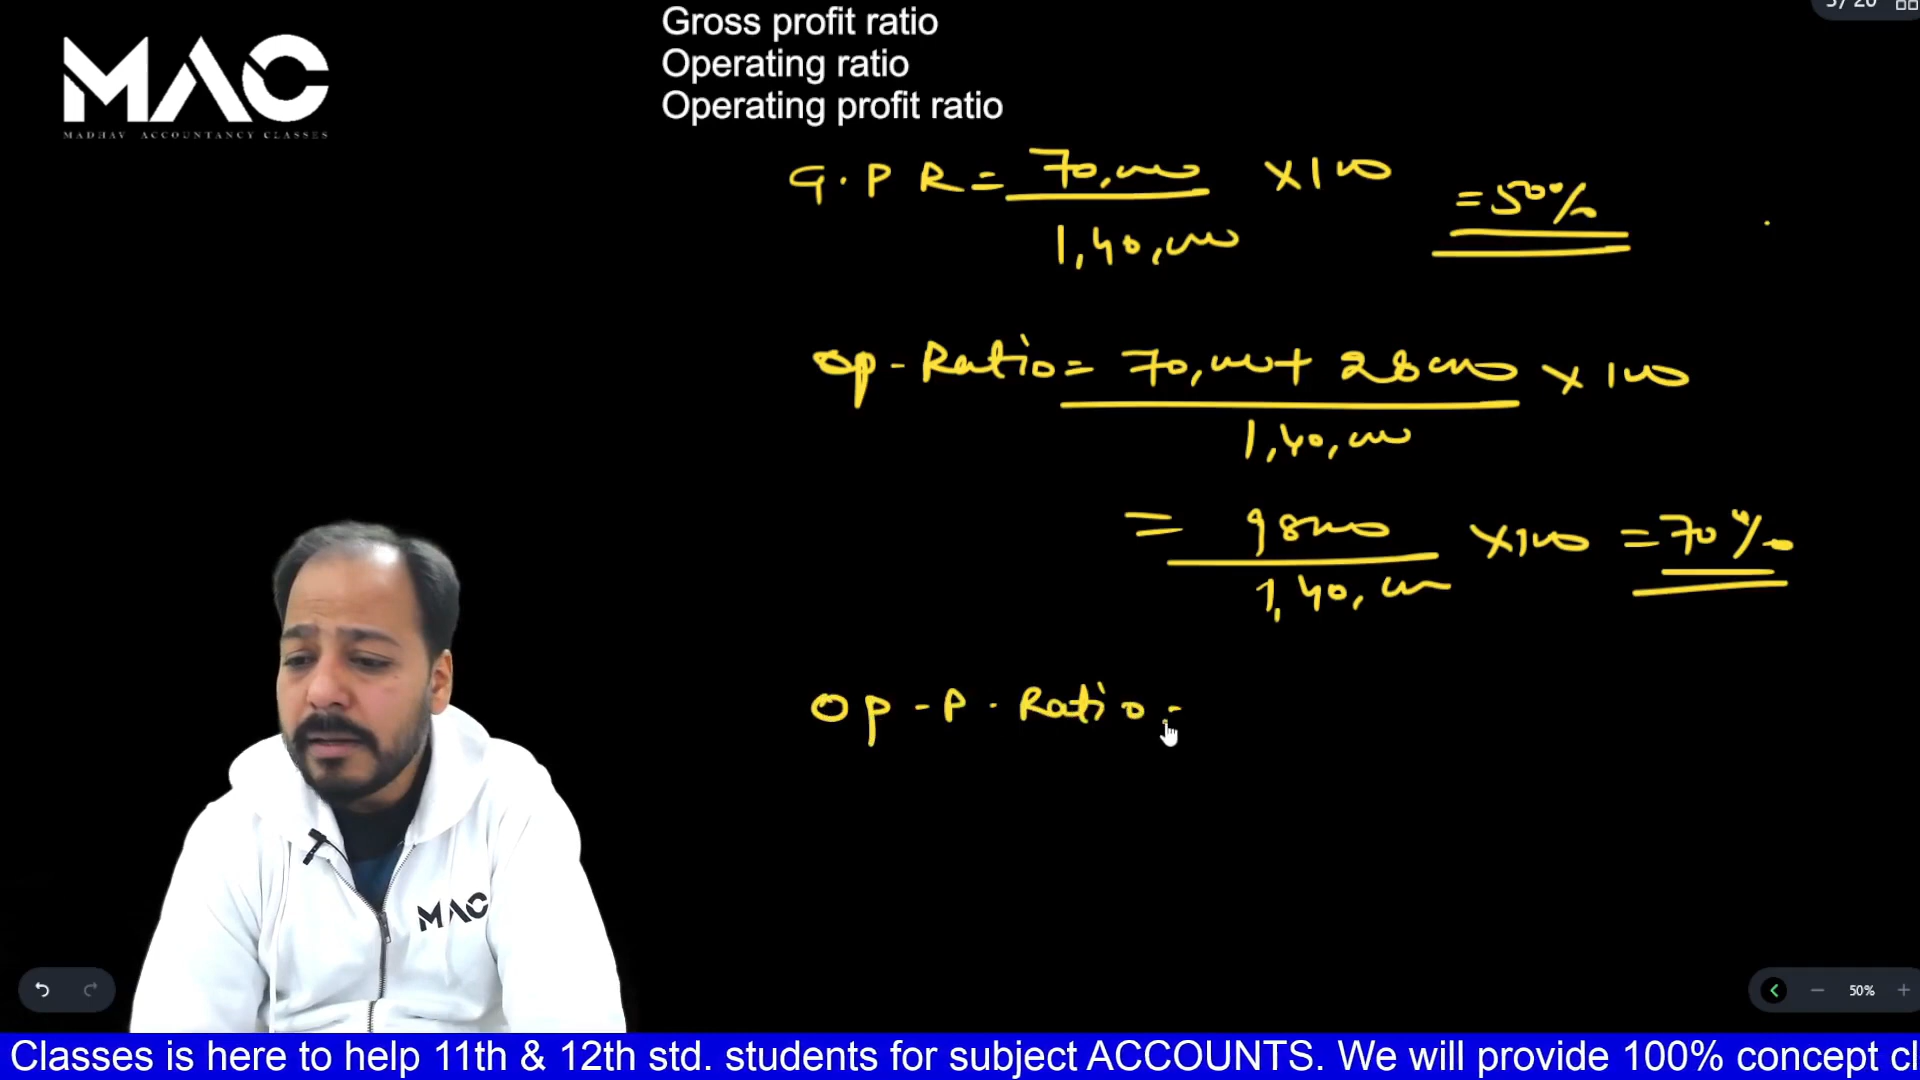 Gross profit ratio
Operating ratio
Operating profit ratio
MAC
MADHAV ACCOUNTANCY CLASSES
G.P R = 70,000 / 1,40,000 X100 = 50%
Op - Ratio = 70,000 + 28000 / 1,40,000 X 100
= 98000 / 1,40,000 X100 = 70%
Op - P. Ratio =
MAC
50%
Classes is here to help 11th & 12th std. students for subject ACCOUNTS. We will provide 100% concept cl